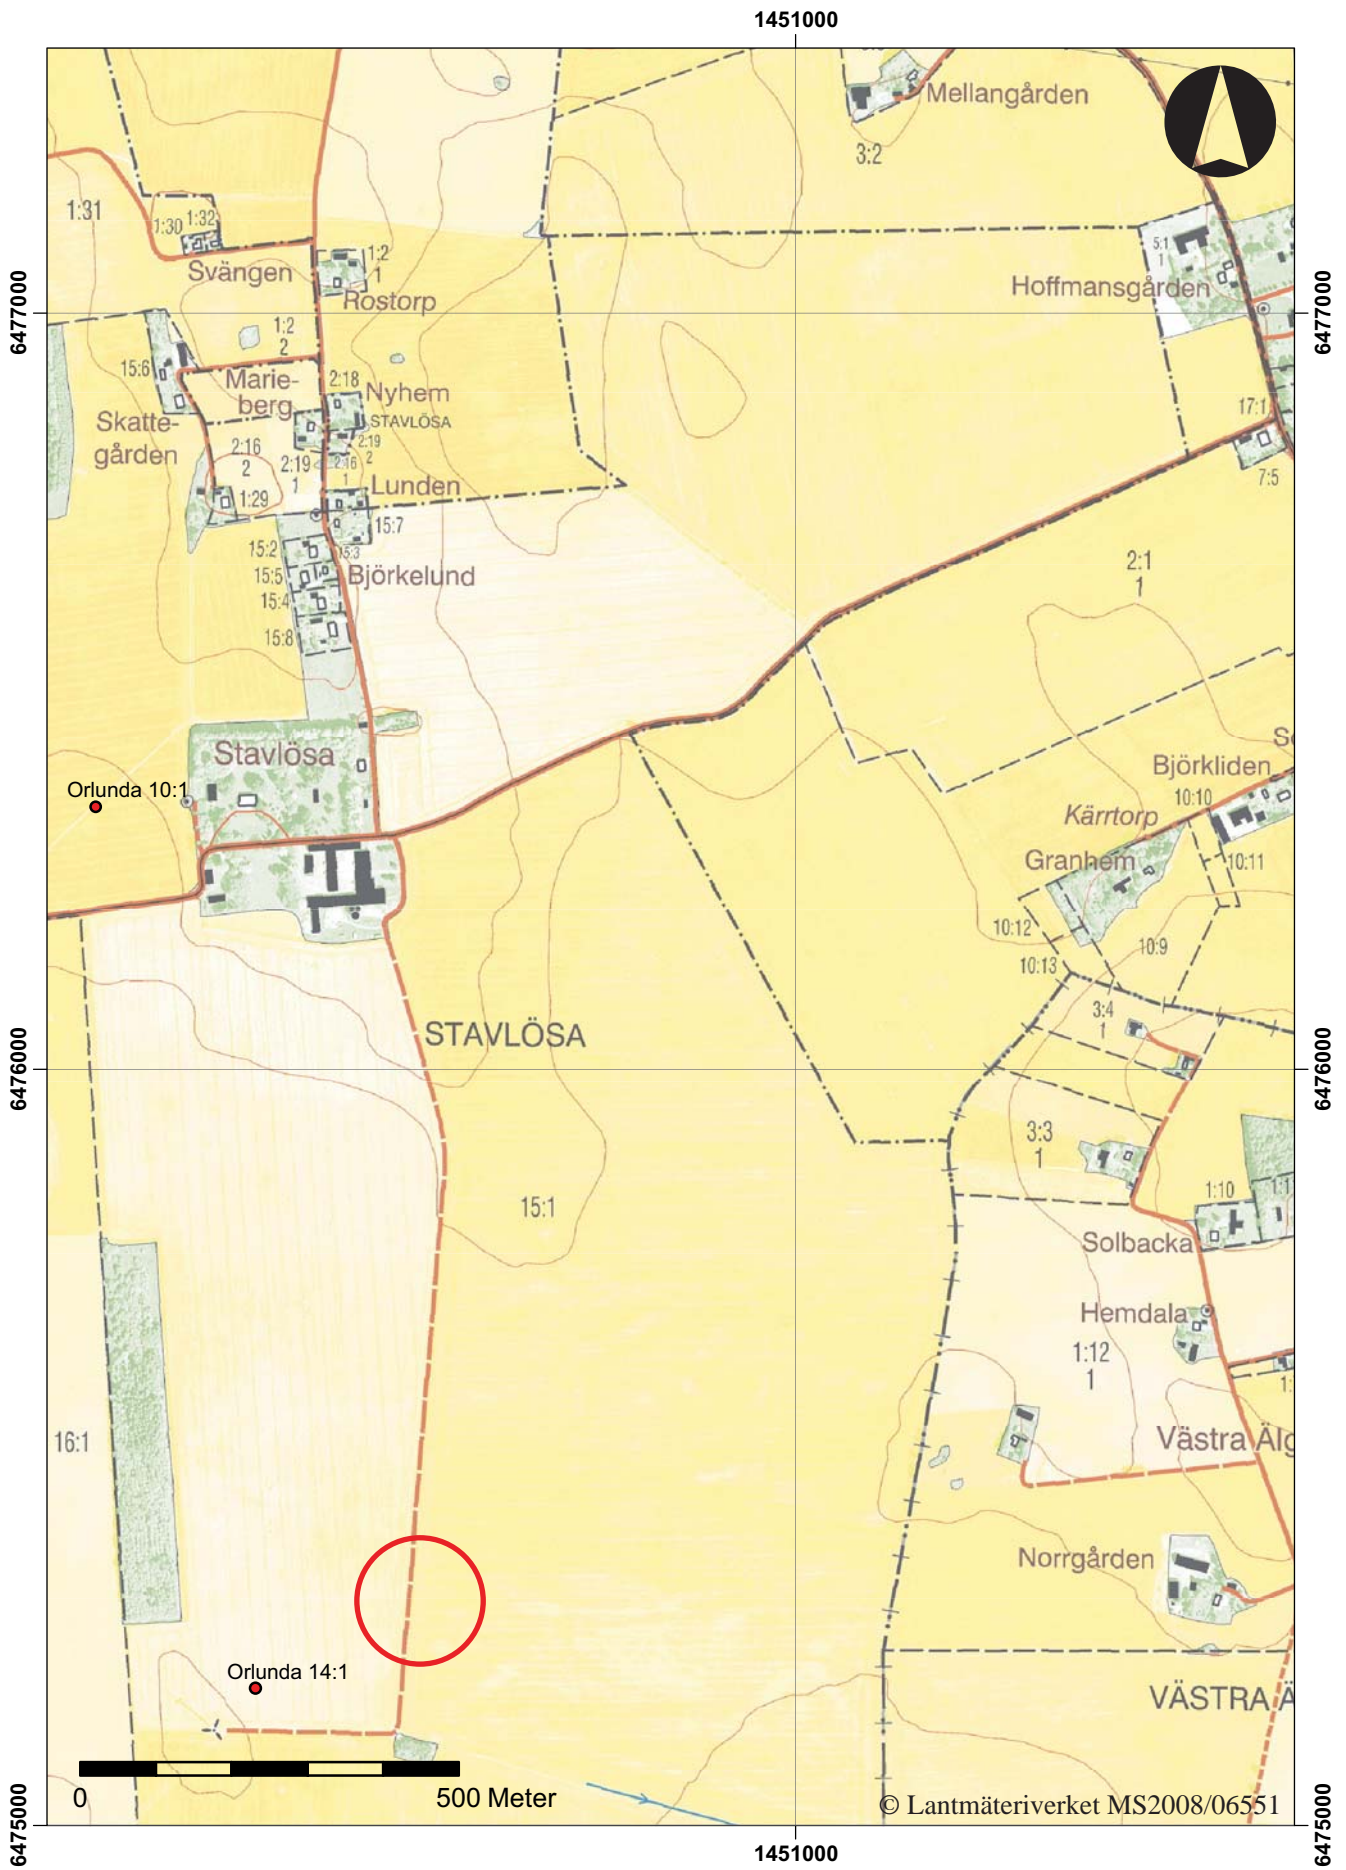 1451000
Mellangården
3:2
1:31
1:30
1:32
Svängen
1:2
1
Rostorp
5:1
1
Hoffmansgården
6477000
6477000
1:2
2
15:6
Marie-
berg
2:18
Nyhem
STAVLÖSA
Skatte-
gården
2:16
2
2:19
1
2:19
2
2:16
1
17:1
7:5
1:29
Lunden
15:7
15:2
15:3
15:5
Björkelund
15:4
15:8
2:1
1
Stavlösa
Orlunda 10:1
Björkliden
10:10
Kärrtorp
Granhem
10:11
10:12
10:9
10:13
3:4
1
STAVLÖSA
6476000
6476000
3:3
1
15:1
1:10
Solbacka
Hemdala
1:12
1
16:1
Västra Älg
Norrgården
Orlunda 14:1
VÄSTRA Ä
0
500 Meter
© Lantmäteriverket MS2008/06551
6475000
6475000
1451000